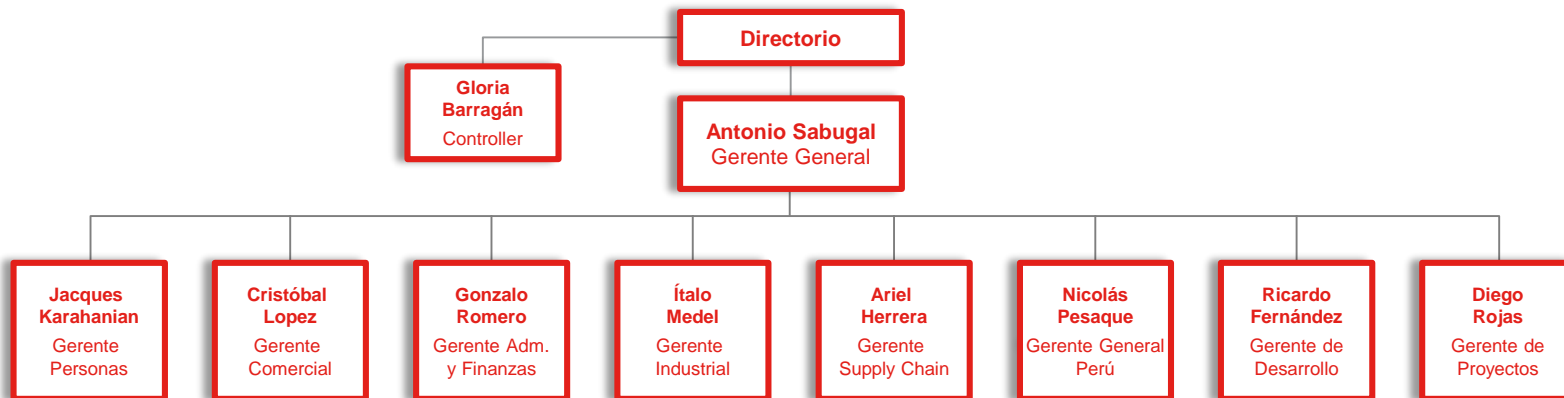 Directorio
Gloria
Barragán
Controller
Antonio Sabugal
Gerente General
Jacques
Karahanian
Gerente
Personas
Cristóbal
Lopez
Gerente
Comercial
Gonzalo
Romero
Gerente Adm.
y Finanzas
Ítalo
Medel
Gerente
Industrial
Ariel
Herrera
Gerente
Supply Chain
Nicolás
Pesaque
Gerente General
Perú
Ricardo
Fernández
Gerente de
Desarrollo
Diego
Rojas
Gerente de
Proyectos